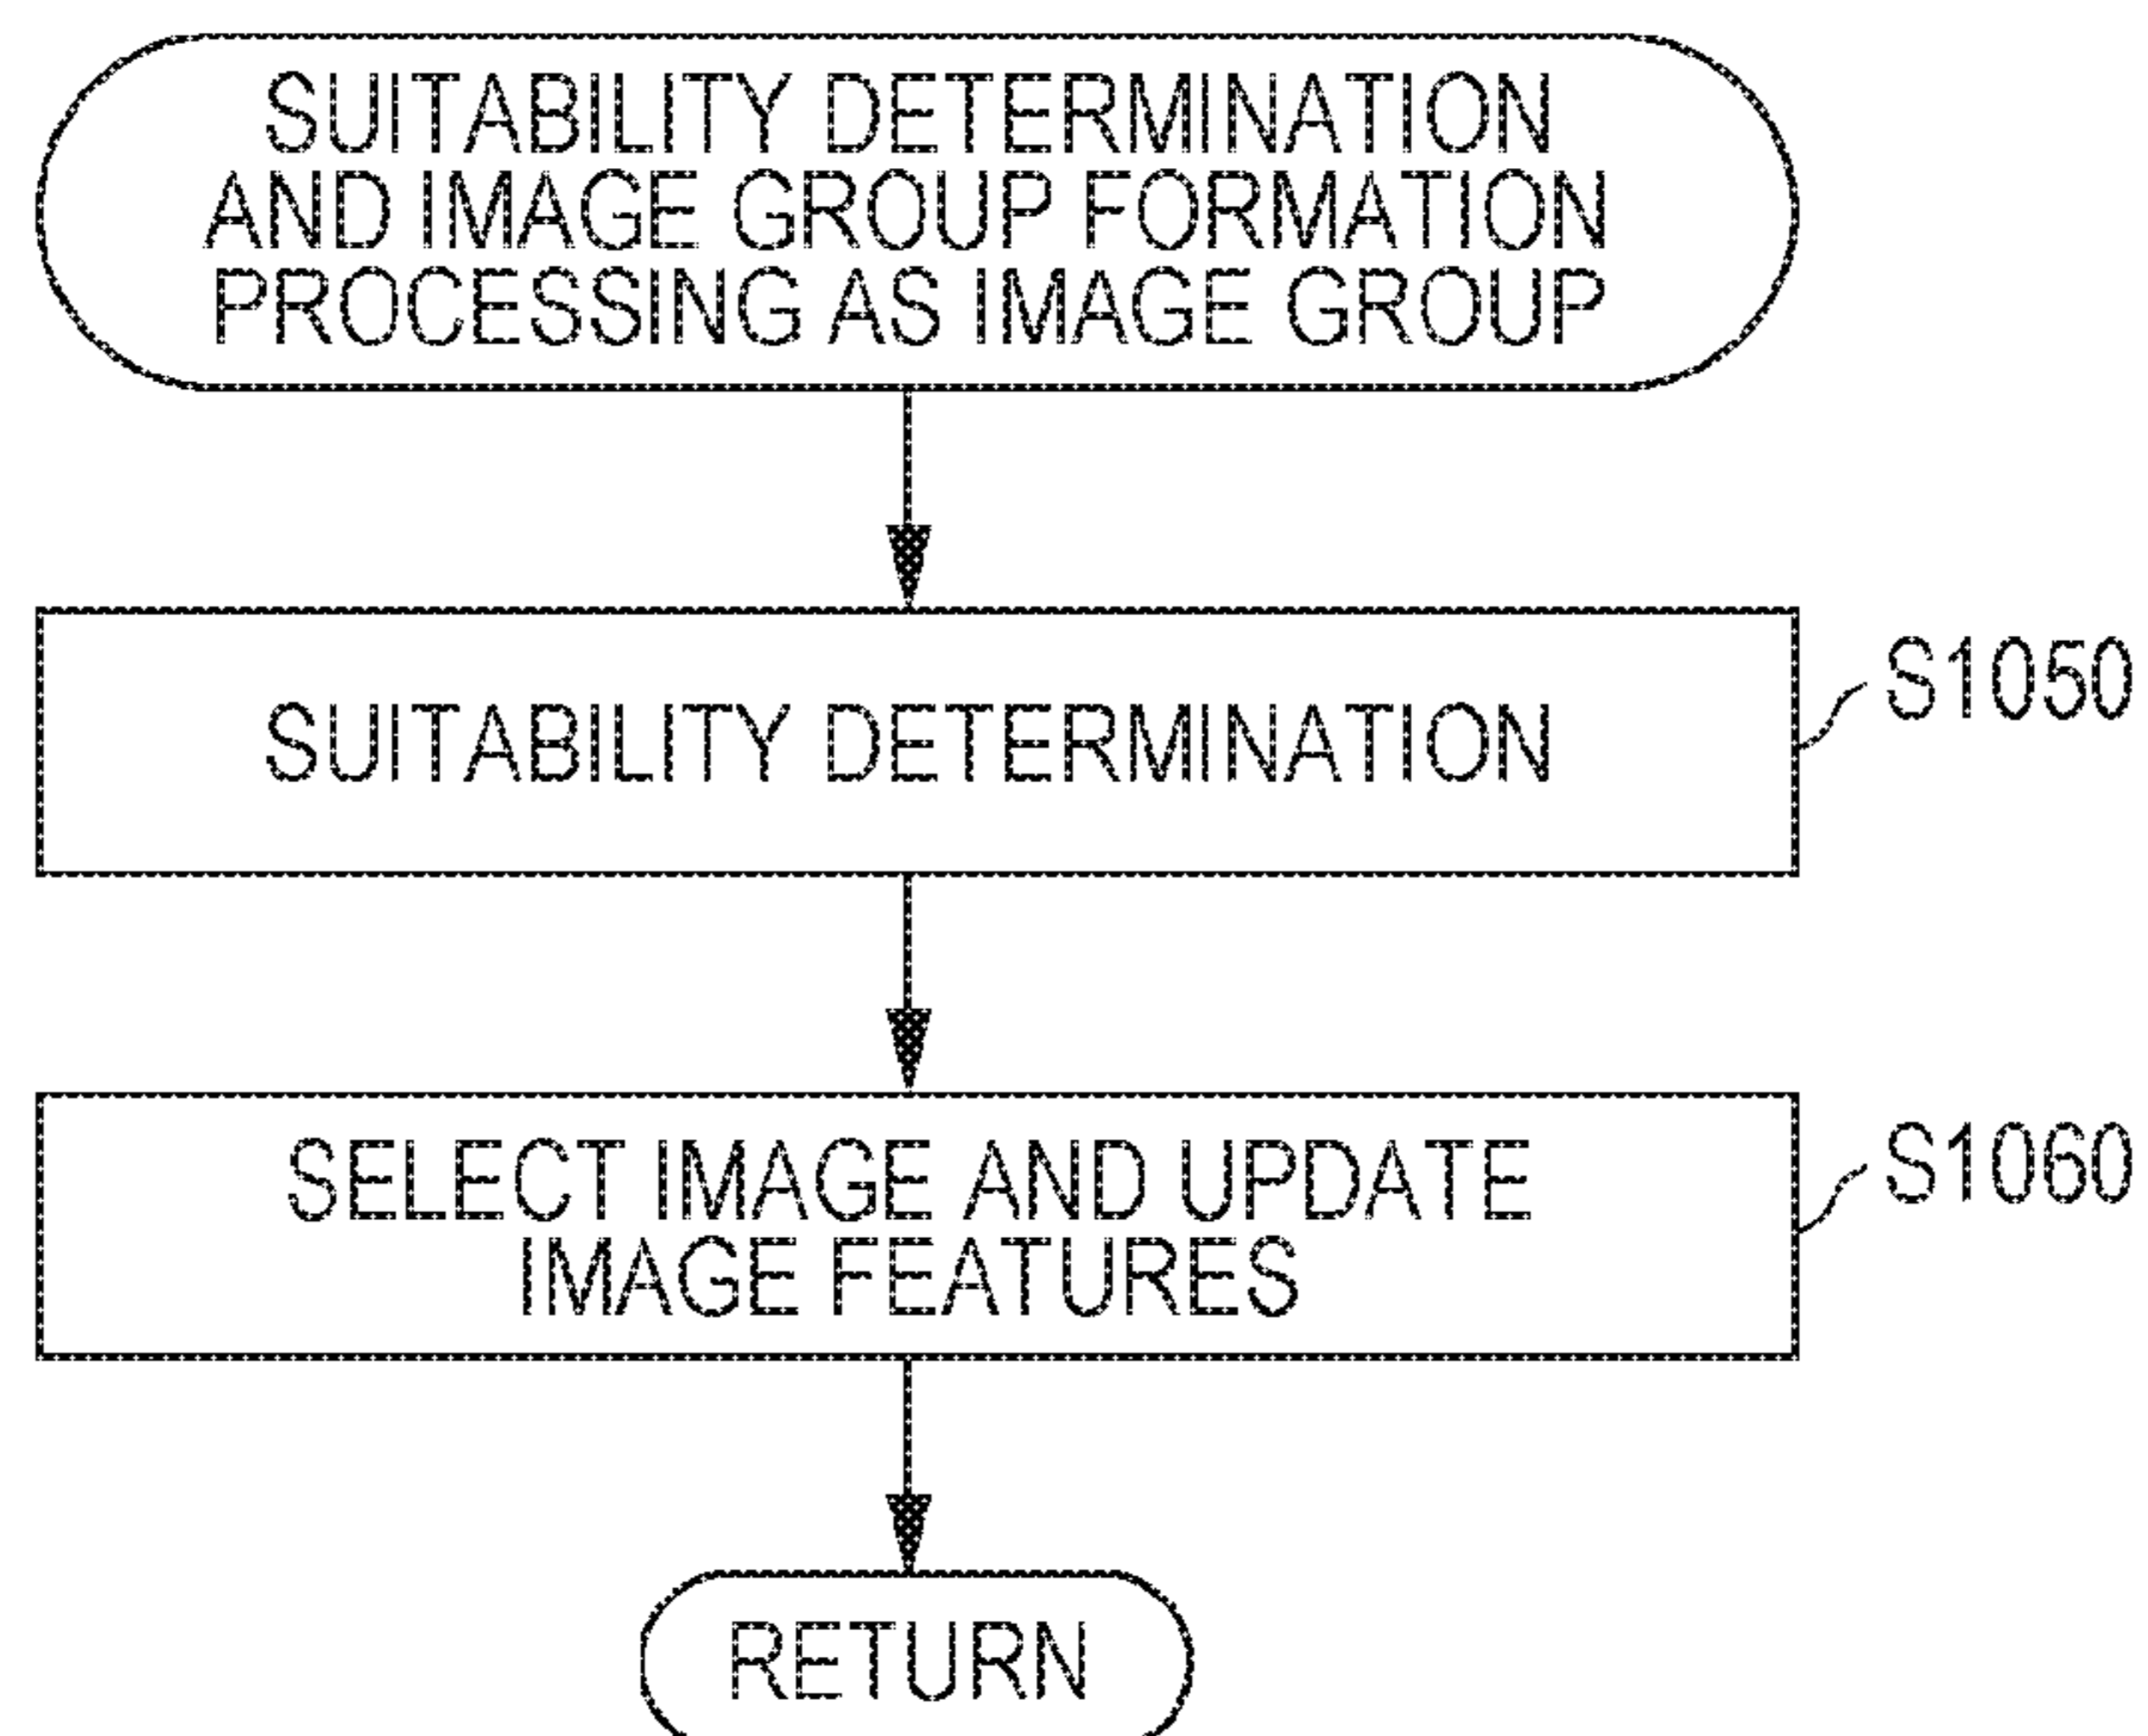 SUITABILITY DETERMINATION
AND IMAGE GROUP FORMATION
PROCESSING AS IMAGE GROUP
SUITABILITY DETERMINATION
S1050
SELECT IMAGE AND UPDATE
IMAGE FEATURES
S1060
RETURN